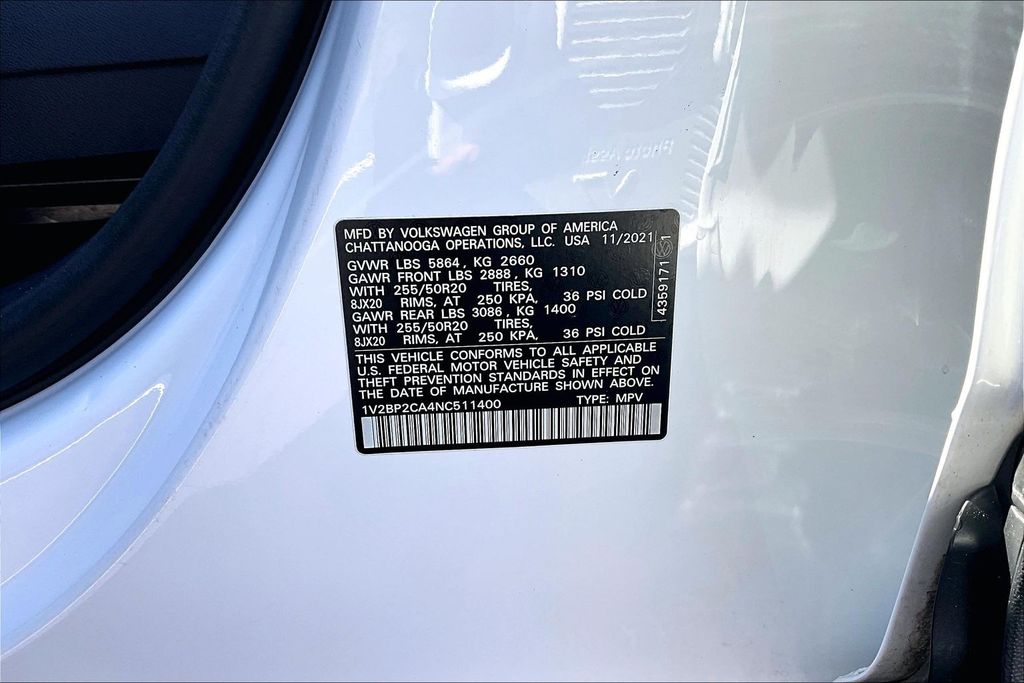 MFD BY VOLKSWAGEN GROUP OF AMERICA
CHATTANOOGA OPERATIONS, LLC. USA 11/2021
GVWR LBS 5864, KG 2660
GAWR FRONT LBS 2888, KG 1310
WITH 255/50R20 TIRES,
8JX20 RIMS, AT 250 KPA, 36 PSI COLD
GAWR REAR LBS 3086, KG 1400
WITH 255/50R20 TIRES,
8JX20 RIMS, AT 250 KPA, 36 PSI COLD
4359171 1
THIS VEHICLE CONFORMS TO ALL APPLICABLE
U.S. FEDERAL MOTOR VEHICLE SAFETY AND
THEFT PREVENTION STANDARDS IN EFFECT ON
THE DATE OF MANUFACTURE SHOWN ABOVE.
1V2BP2CA4NC511400 TYPE: MPV